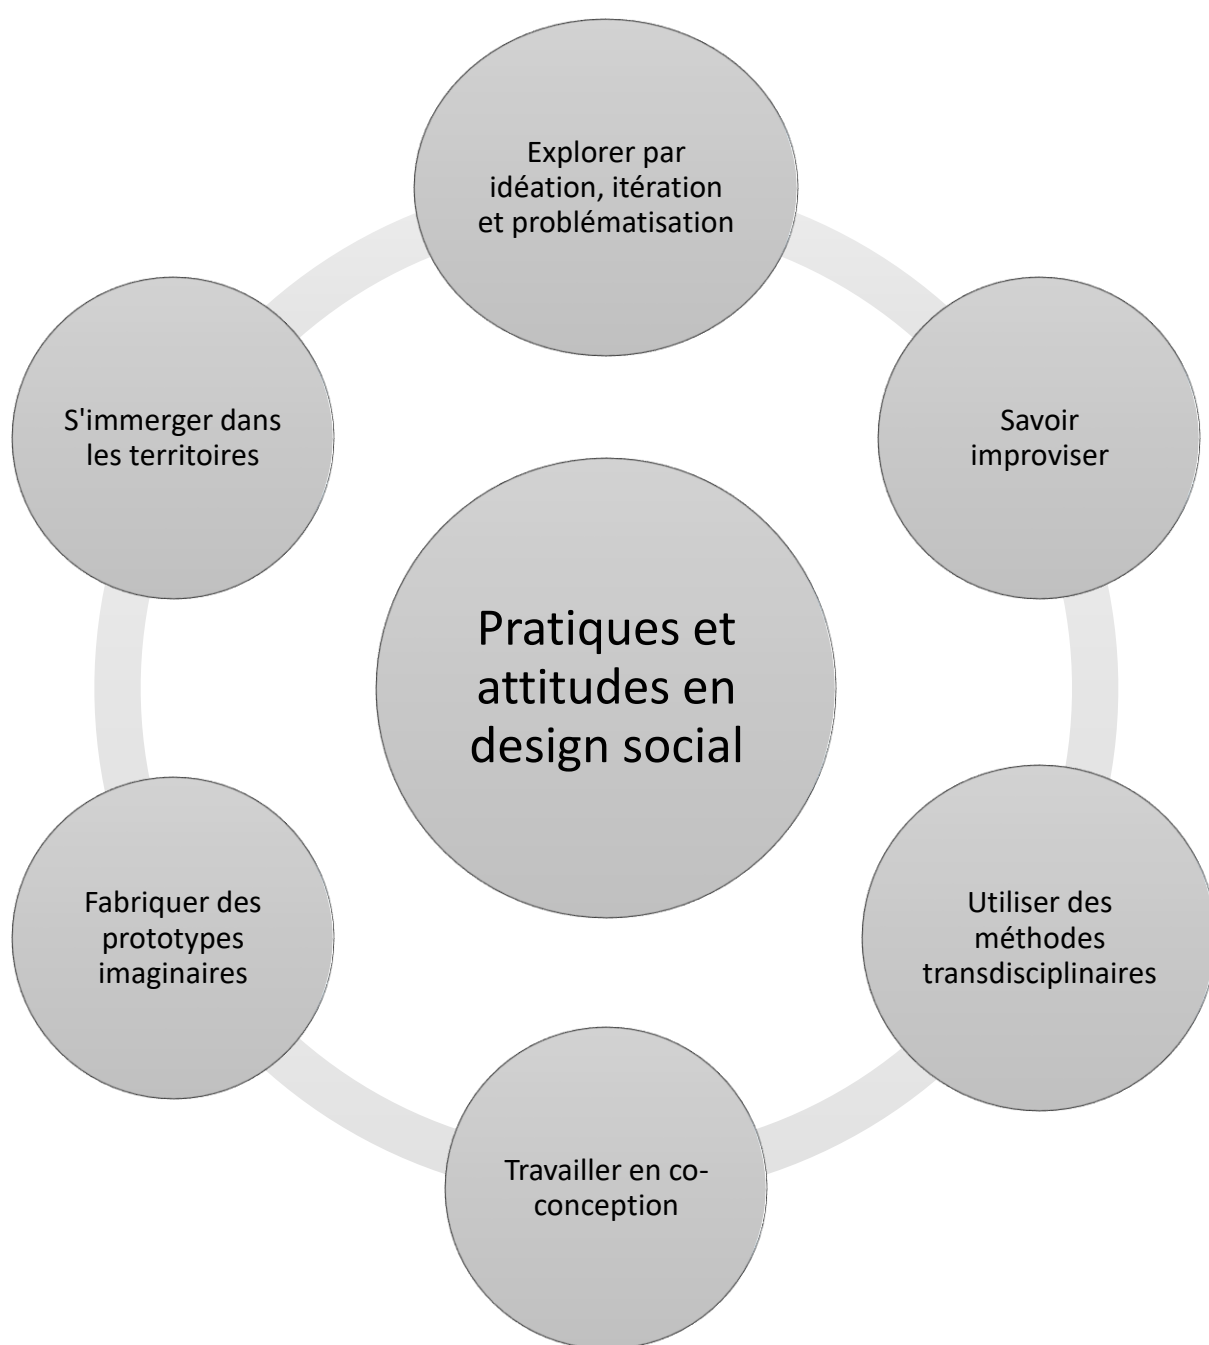 Explorer par
idéation, itération
et problématisation
Savoir
improviser
Utiliser des
méthodes
transdisciplinaires
Travailler en co-
conception
Fabriquer des
prototypes
imaginaires
S'immerger dans
les territoires
Pratiques et
attitudes en
design social